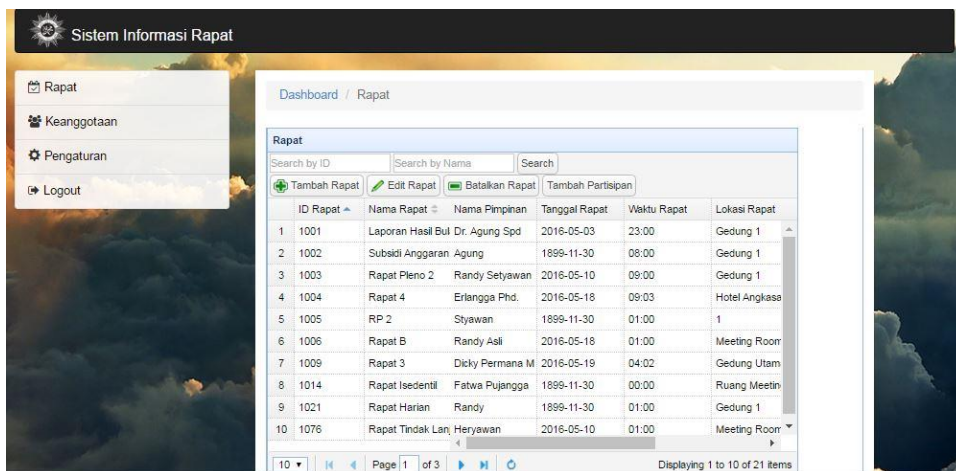 Sistem Informasi Rapat
Rapat
Keanggotaan
Pengaturan
Logout
Dashboard / Rapat
Rapat
Search by ID Search by Nama Search
Tambah Rapat Edit Rapat Batalkan Rapat Tambah Partisipan
ID Rapat Nama Rapat Nama Pimpinan Tanggal Rapat Waktu Rapat Lokasi Rapat
1 1001 Laporan Hasil Bul Dr. Agung Spd 2016-05-03 23:00 Gedung 1
2 1002 Subsidi Anggaran Agung 1899-11-30 08:00 Gedung 1
3 1003 Rapat Pleno 2 Randy Setyawan 2016-05-10 09:00 Gedung 1
4 1004 Rapat 4 Erlangga Phd. 2016-05-18 09:03 Hotel Angkasa
5 1005 RP 2 Styawan 1899-11-30 01:00 1
6 1006 Rapat B Randy Asli 2016-05-18 01:00 Meeting Room
7 1009 Rapat 3 Dicky Permana M 2016-05-19 04:02 Gedung Utam
8 1014 Rapat Isedentil Fatwa Pujangga 1899-11-30 00:00 Ruang Meetin
9 1021 Rapat Harian Randy 1899-11-30 01:00 Gedung 1
10 1076 Rapat Tindak Lanj Heryawan 2016-05-10 01:00 Meeting Room
10 Page 1 of 3 Displaying 1 to 10 of 21 items